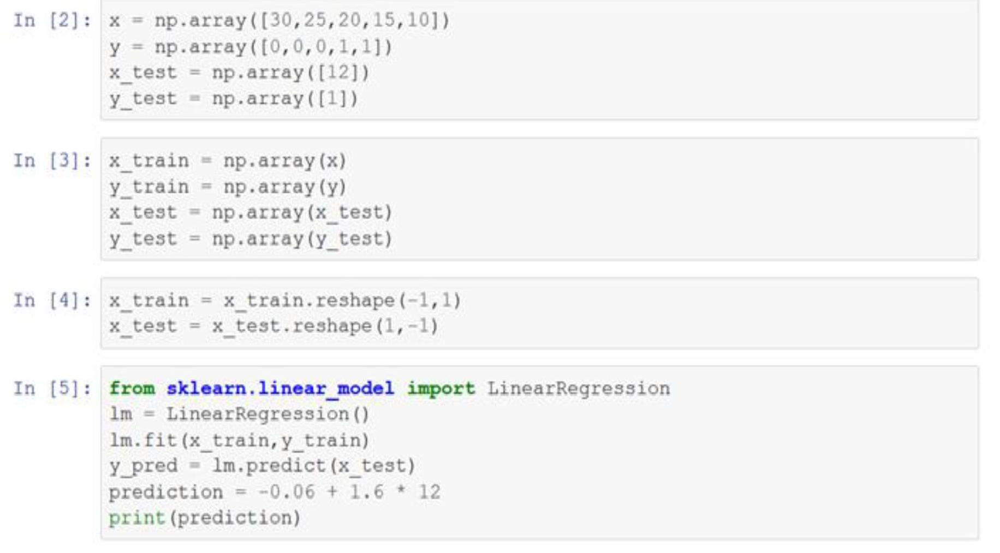 In [2]: x = np.array([30,25,20,15,10])
y = np.array([0,0,0,1,1])
x_test = np.array([12])
y_test = np.array([1])
In [3]: x_train = np.array(x)
y_train = np.array(y)
x_test = np.array(x_test)
y_test = np.array(y_test)
In [4]: x_train = x_train.reshape(-1,1)
x_test = x_test.reshape(1,-1)
In [5]: from sklearn.linear_model import LinearRegression
lm = LinearRegression()
lm.fit(x_train,y_train)
y_pred = lm.predict(x_test)
prediction = -0.06 + 1.6 * 12
print(prediction)